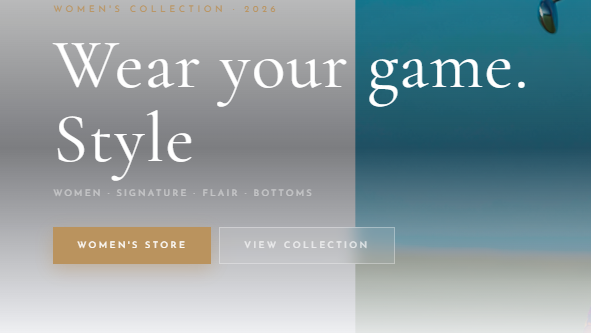 WOMEN'S COLLECTION · 2026
Wear your game.
Style
WOMEN · SIGNATURE · FLAIR · BOTTOMS
WOMEN'S STORE
VIEW COLLECTION